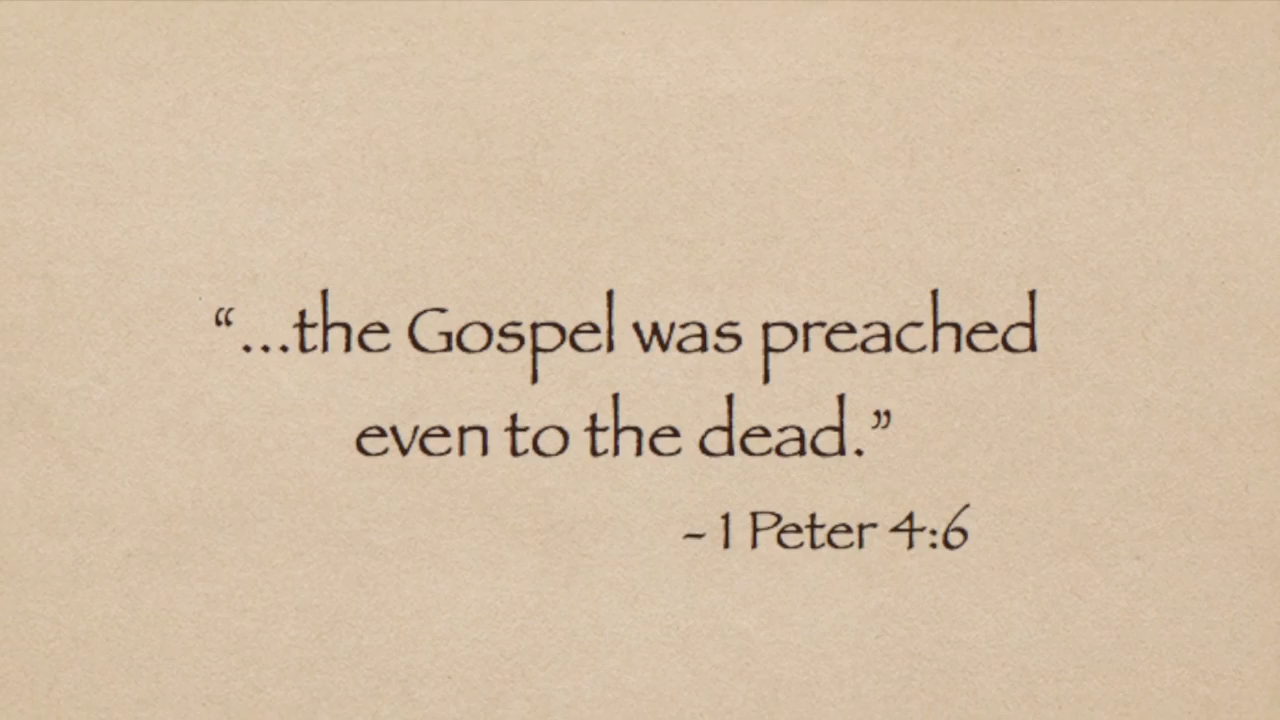 “...the Gospel was preached
even to the dead.”
- 1 Peter 4:6